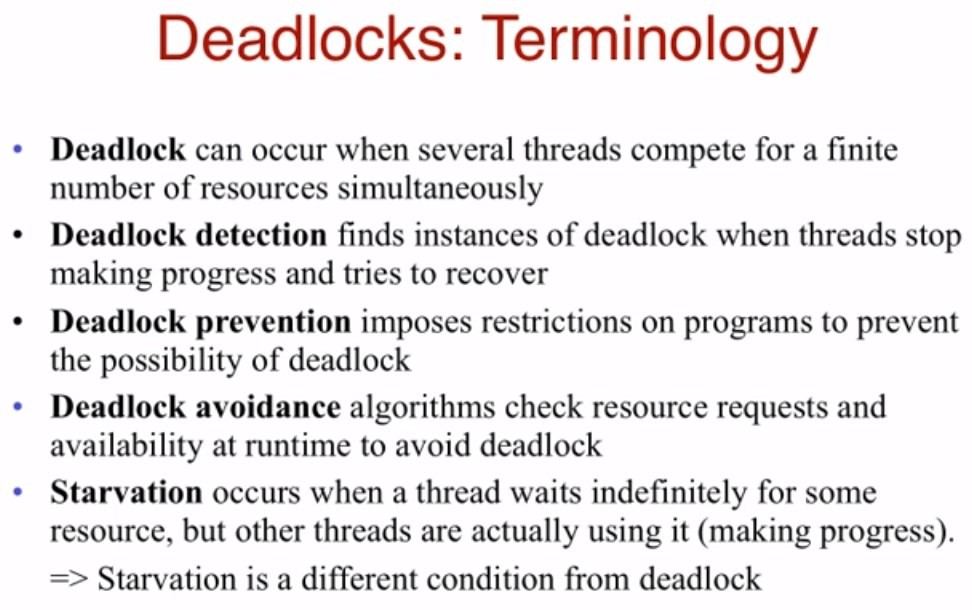 Deadlocks: Terminology
• Deadlock can occur when several threads compete for a finite
number of resources simultaneously
• Deadlock detection finds instances of deadlock when threads stop
making progress and tries to recover
• Deadlock prevention imposes restrictions on programs to prevent
the possibility of deadlock
• Deadlock avoidance algorithms check resource requests and
availability at runtime to avoid deadlock
• Starvation occurs when a thread waits indefinitely for some
resource, but other threads are actually using it (making progress).
=> Starvation is a different condition from deadlock